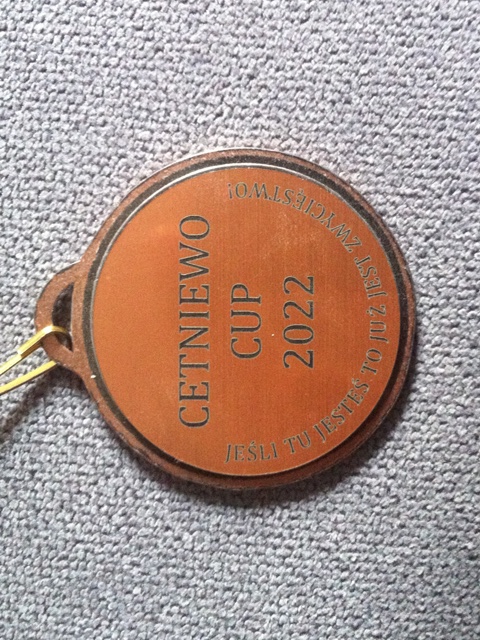 CETNIEWO
CUP
2022
JEŚLI TU JESTEŚ TO JUŻ JEST ZWYCIĘSTWO!